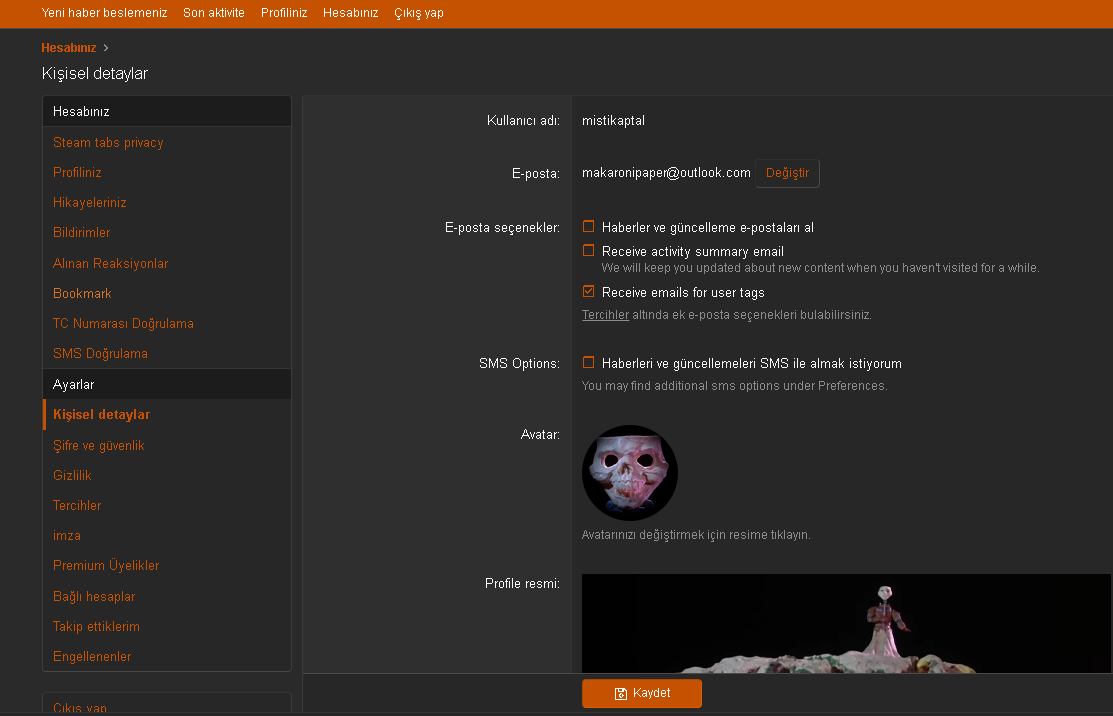 Yeni haber beslemeniz Son aktivite Profiliniz Hesabınız Çıkış yap
Hesabınız
Kişisel detaylar
Hesabınız
Steam tabs privacy
Profiliniz
Hikayeleriniz
Bildirimler
Alınan Reaksiyonlar
Bookmark
TC Numarası Doğrulama
SMS Doğrulama
Ayarlar
Kişisel detaylar
Şifre ve güvenlik
Gizlilik
Tercihler
imza
Premium Üyelikler
Bağlı hesaplar
Takip ettiklerim
Engellenenler
Çıkış yap
Kullanıcı adı: mistikaptal
E-posta: makaronipaper@outlook.com Değiştir
E-posta seçenekler: Haberler ve güncelleme e-postaları al
Receive activity summary email
We will keep you updated about new content when you haven't visited for a while.
Receive emails for user tags
Tercihler altında ek e-posta seçenekleri bulabilirsiniz.
SMS Options: Haberleri ve güncellemeleri SMS ile almak istiyorum
You may find additional sms options under Preferences.
Avatar:
Avatarınızı değiştirmek için resime tıklayın.
Profile resmi:
Kaydet